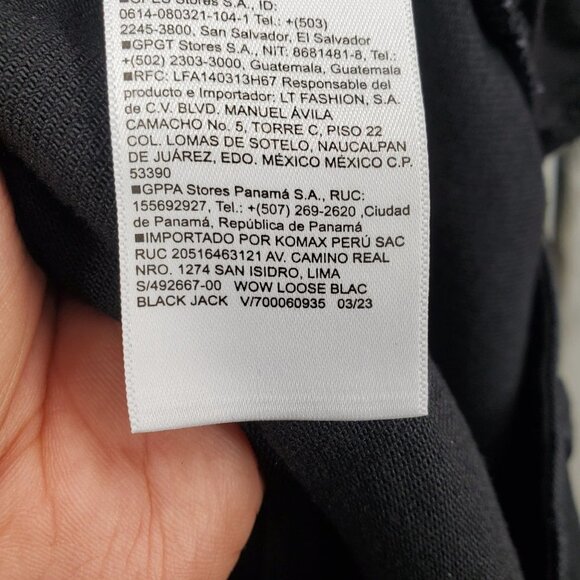 ■GPES Stores S.A., ID:
0614-080321-104-1 Tel.: +(503)
2245-3800, San Salvador, El Salvador
■GPGT Stores S.A., NIT: 8681481-8, Tel.:
+(502) 2303-3000, Guatemala, Guatemala
■RFC: LFA140313H67 Responsable del
producto e Importador: LT FASHION, S.A.
de C.V. BLVD. MANUEL ÁVILA
CAMACHO No. 5, TORRE C, PISO 22
COL. LOMAS DE SOTELO, NAUCALPAN
DE JUÁREZ, EDO. MÉXICO MÉXICO C.P.
53390
■GPPA Stores Panamá S.A., RUC:
155692927, Tel.: +(507) 269-2620 ,Ciudad
de Panamá, República de Panamá
■IMPORTADO POR KOMAX PERÚ SAC
RUC 20516463121 AV. CAMINO REAL
NRO. 1274 SAN ISIDRO, LIMA
S/492667-00 WOW LOOSE BLAC
BLACK JACK V/700060935 03/23